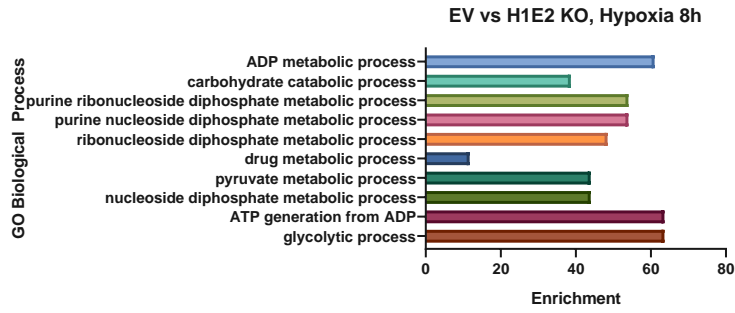 EV vs H1E2 KO, Hypoxia 8h
GO Biological Process
ADP metabolic process
carbohydrate catabolic process
purine ribonucleoside diphosphate metabolic process
purine nucleoside diphosphate metabolic process
ribonucleoside diphosphate metabolic process
drug metabolic process
pyruvate metabolic process
nucleoside diphosphate metabolic process
ATP generation from ADP
glycolytic process
0 20 40 60 80
Enrichment